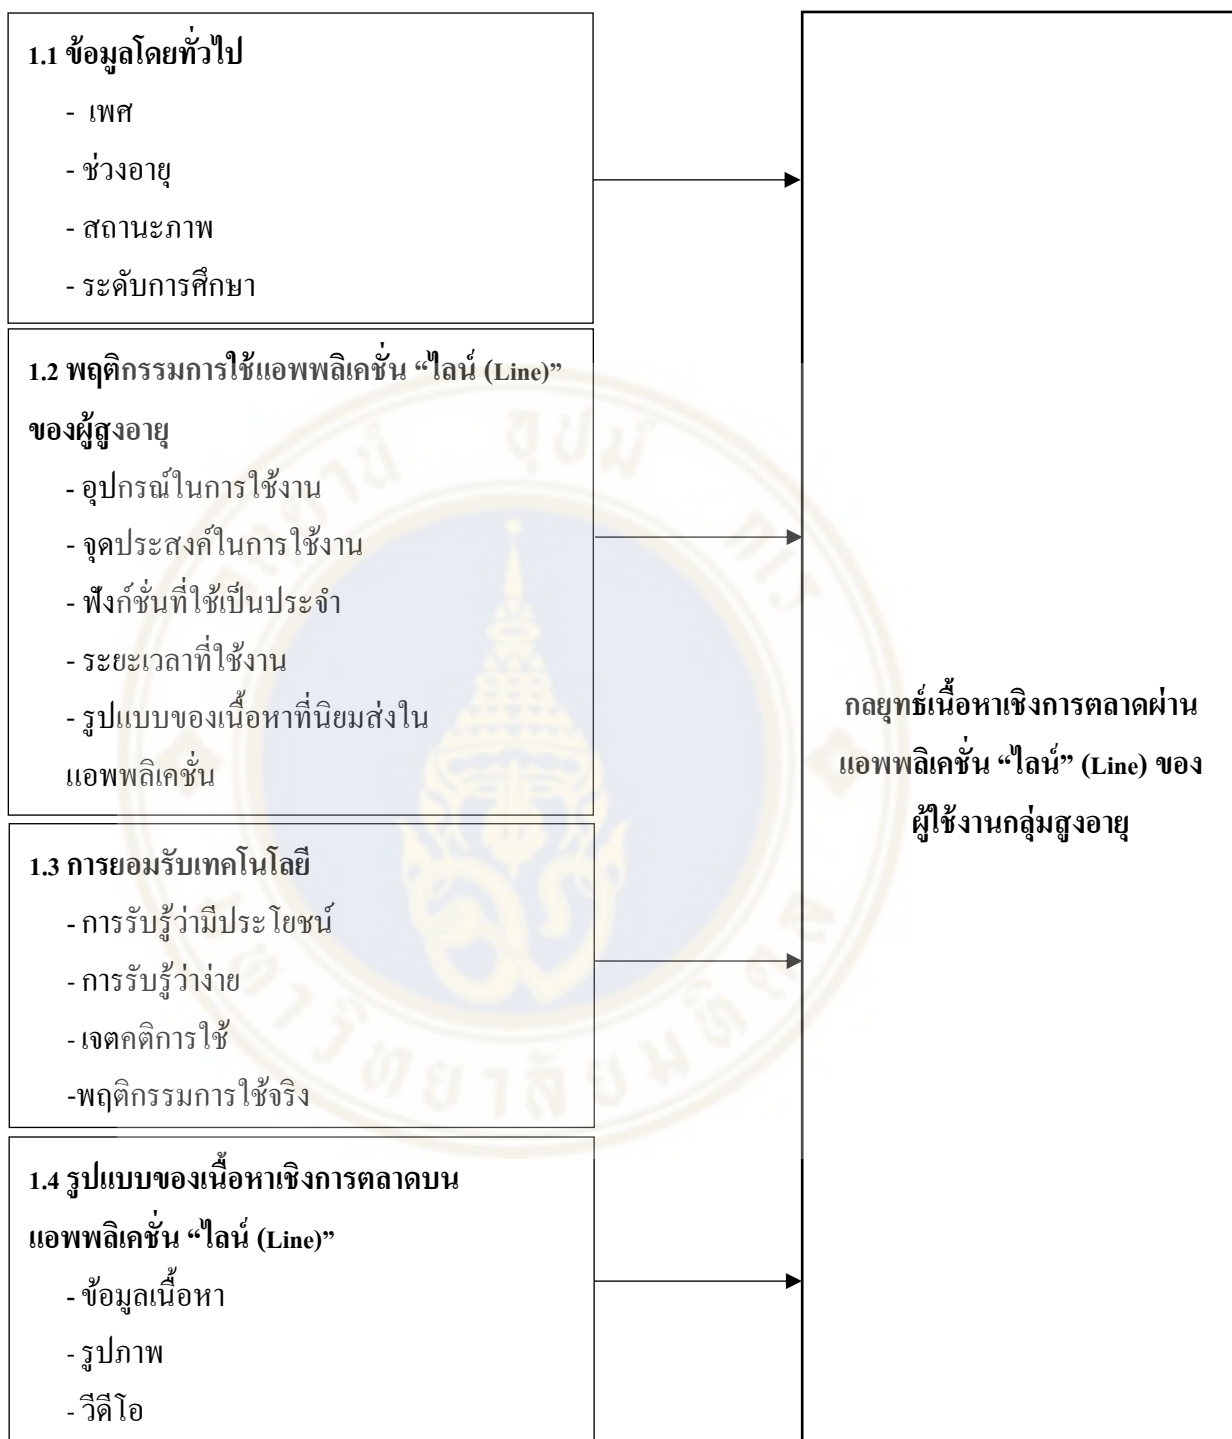 1.1 ข้อมูลโดยทั่วไป
- เพศ
- ช่วงอายุ
- สถานะภาพ
- ระดับการศึกษา
1.2 พฤติกรรมการใช้แอพพลิเคชั่น “ไลน์ (Line)”
ของผู้สูงอายุ
- อุปกรณ์ในการใช้งาน
- จุดประสงค์ในการใช้งาน
- ฟังก์ชั่นที่ใช้เป็นประจำ
- ระยะเวลาที่ใช้งาน
- รูปแบบของเนื้อหาที่นิยมส่งใน
แอพพลิเคชั่น
1.3 การยอมรับเทคโนโลยี
- การรับรู้ว่ามีประโยชน์
- การรับรู้ว่าง่าย
- เจตคติการใช้
-พฤติกรรมการใช้จริง
1.4 รูปแบบของเนื้อหาเชิงการตลาดบน
แอพพลิเคชั่น “ไลน์ (Line)”
- ข้อมูลเนื้อหา
- รูปภาพ
- วีดีโอ
กลยุทธ์เนื้อหาเชิงการตลาดผ่าน
แอพพลิเคชั่น “ไลน์” (Line) ของ
ผู้ใช้งานกลุ่มสูงอายุ
มหาวิทยาลัยมหิดล